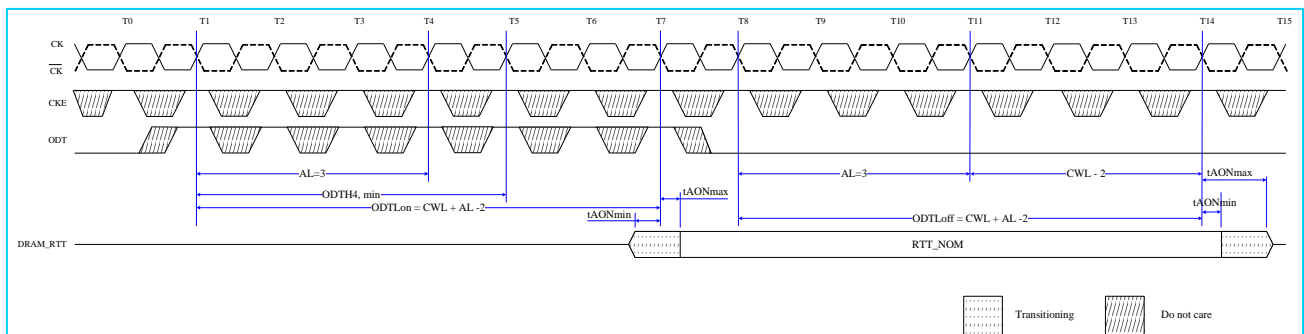 T0 T1 T2 T3 T4 T5 T6 T7 T8 T9 T10 T11 T12 T13 T14 T15
CK
CK
CKE
ODT
AL=3 AL=3 CWL - 2 tAONmax
ODTH4, min tAONmax
ODTLon = CWL + AL -2 tAONmin
tAONmin ODTLoff = CWL + AL -2
DRAM_RTT RTT_NOM
Transitioning Do not care